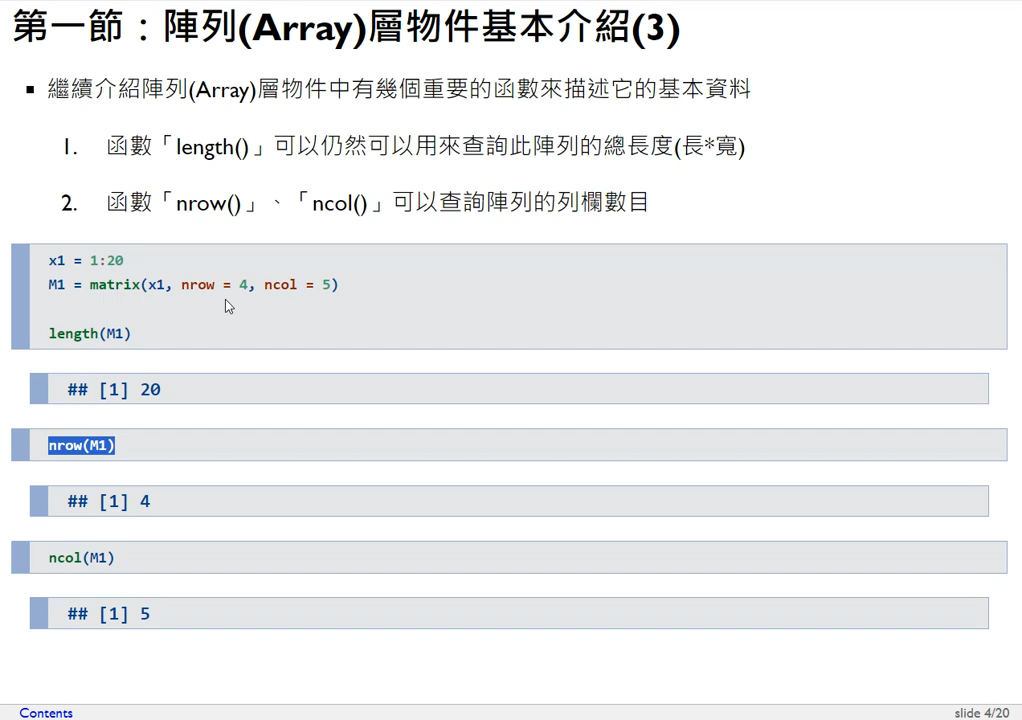 第一節：陣列(Array)層物件基本介紹(3)
繼續介紹陣列(Array)層物件中有幾個重要的函數來描述它的基本資料
1. 函數「length()」可以仍然可以用來查詢此陣列的總長度(長*寬)
2. 函數「nrow()」、「ncol()」可以查詢陣列的列欄數目
x1 = 1:20
M1 = matrix(x1, nrow = 4, ncol = 5)
length(M1)
## [1] 20
nrow(M1)
## [1] 4
ncol(M1)
## [1] 5
Contents
slide 4/20